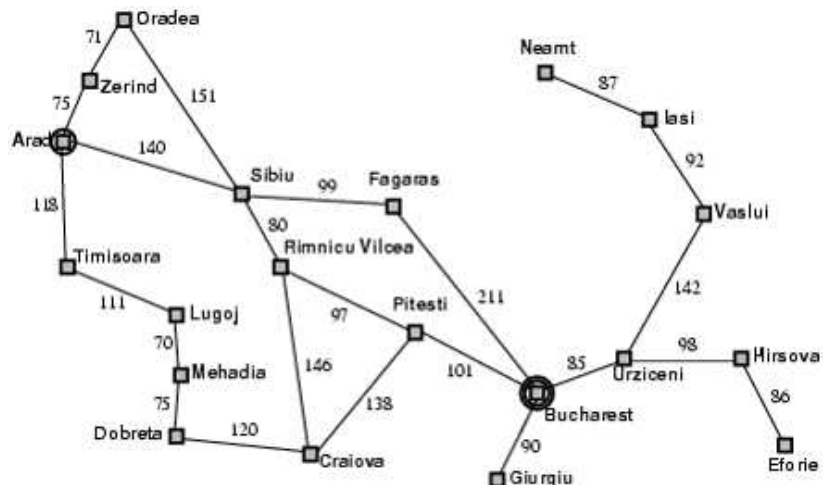 Oradea
71
Neamt
87
Zerind
151
75
Iasi
Arad
140
92
Sibiu
99
Fagaras
118
80
Vaslui
Timisoara
Rimnicu Vilcea
111
211
142
Lugoj
97
Pitesti
70
98
Hirsova
146
101
85
Mehadia
Urziceni
75
138
86
Bucharest
120
Dobreta
90
Craiova
Eforie
Giurgiu